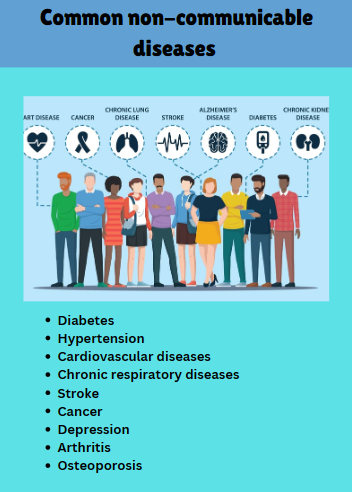 Common non-communicable
diseases
ART DISEASE
CANCER
CHRONIC LUNG
DISEASE
STROKE
ALZHEIMER'S
DISEASE
DIABETES
CHRONIC KIDNE
DISEASE
• Diabetes
• Hypertension
• Cardiovascular diseases
• Chronic respiratory diseases
• Stroke
• Cancer
• Depression
• Arthritis
• Osteoporosis